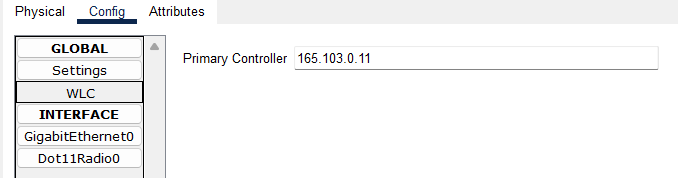 Physical Config Attributes
GLOBAL
Settings
WLC
INTERFACE
GigabitEthernet0
Dot11Radio0
Primary Controller 165.103.0.11